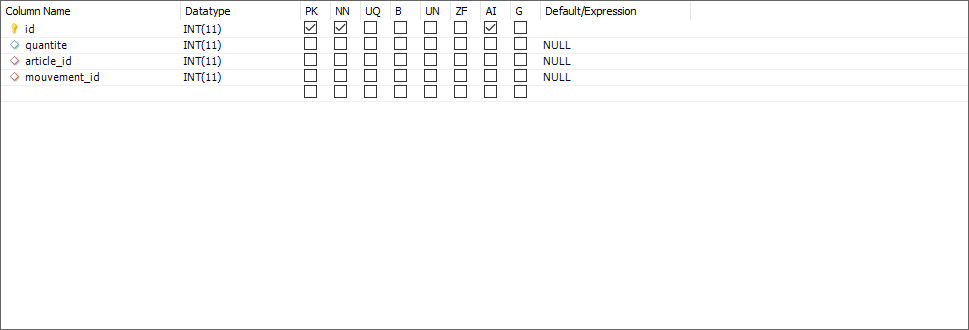 Column Name Datatype PK NN UQ B UN ZF AI G Default/Expression
id INT(11)
quantite INT(11) NULL
article_id INT(11) NULL
mouvement_id INT(11) NULL